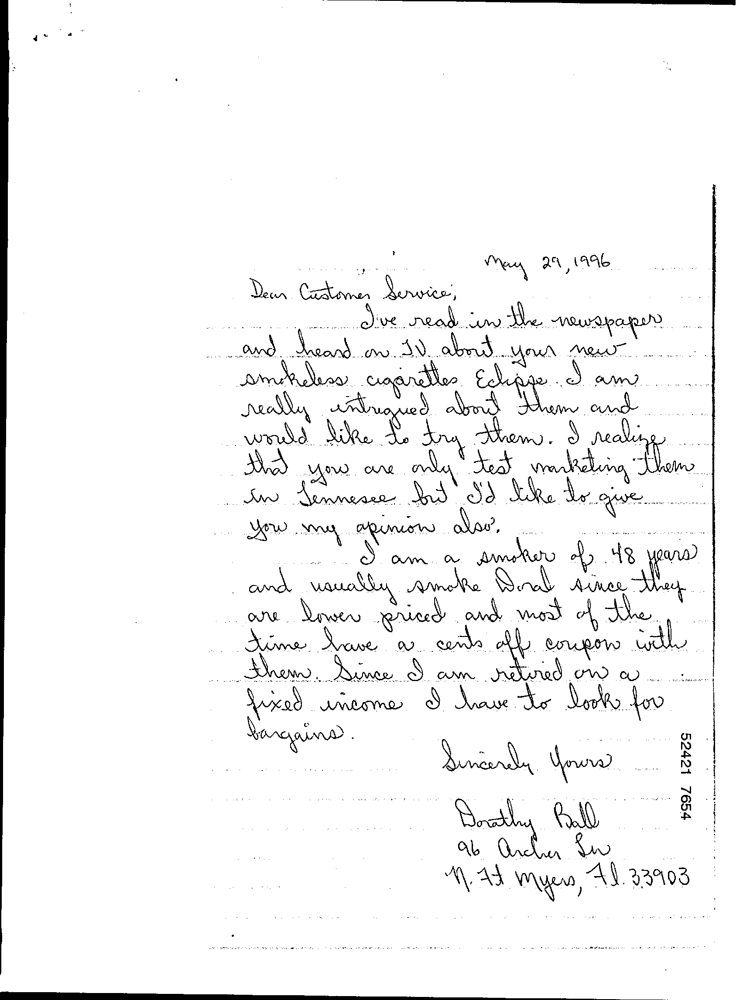 May 29, 1996
Dear Customer Service,
I've read in the newspaper
and heard on TV about your new
smokeless cigarettes Eclipse. I am
really intrigued about them and
would like to try them. I realize
that you are only test marketing them
in Tennesee but I'd like to give
you my opinion also.
I am a smoker of 48 years
and usually smoke Doral since they
are lower priced and most of the
time have a cents off coupon with
them. Since I am retired on a
fixed income I have to look for
bargains.
Sincerely Yours
Dorothy Ball
96 Archer Ln
N. Ft Myers, Fl. 33903
52421 7654